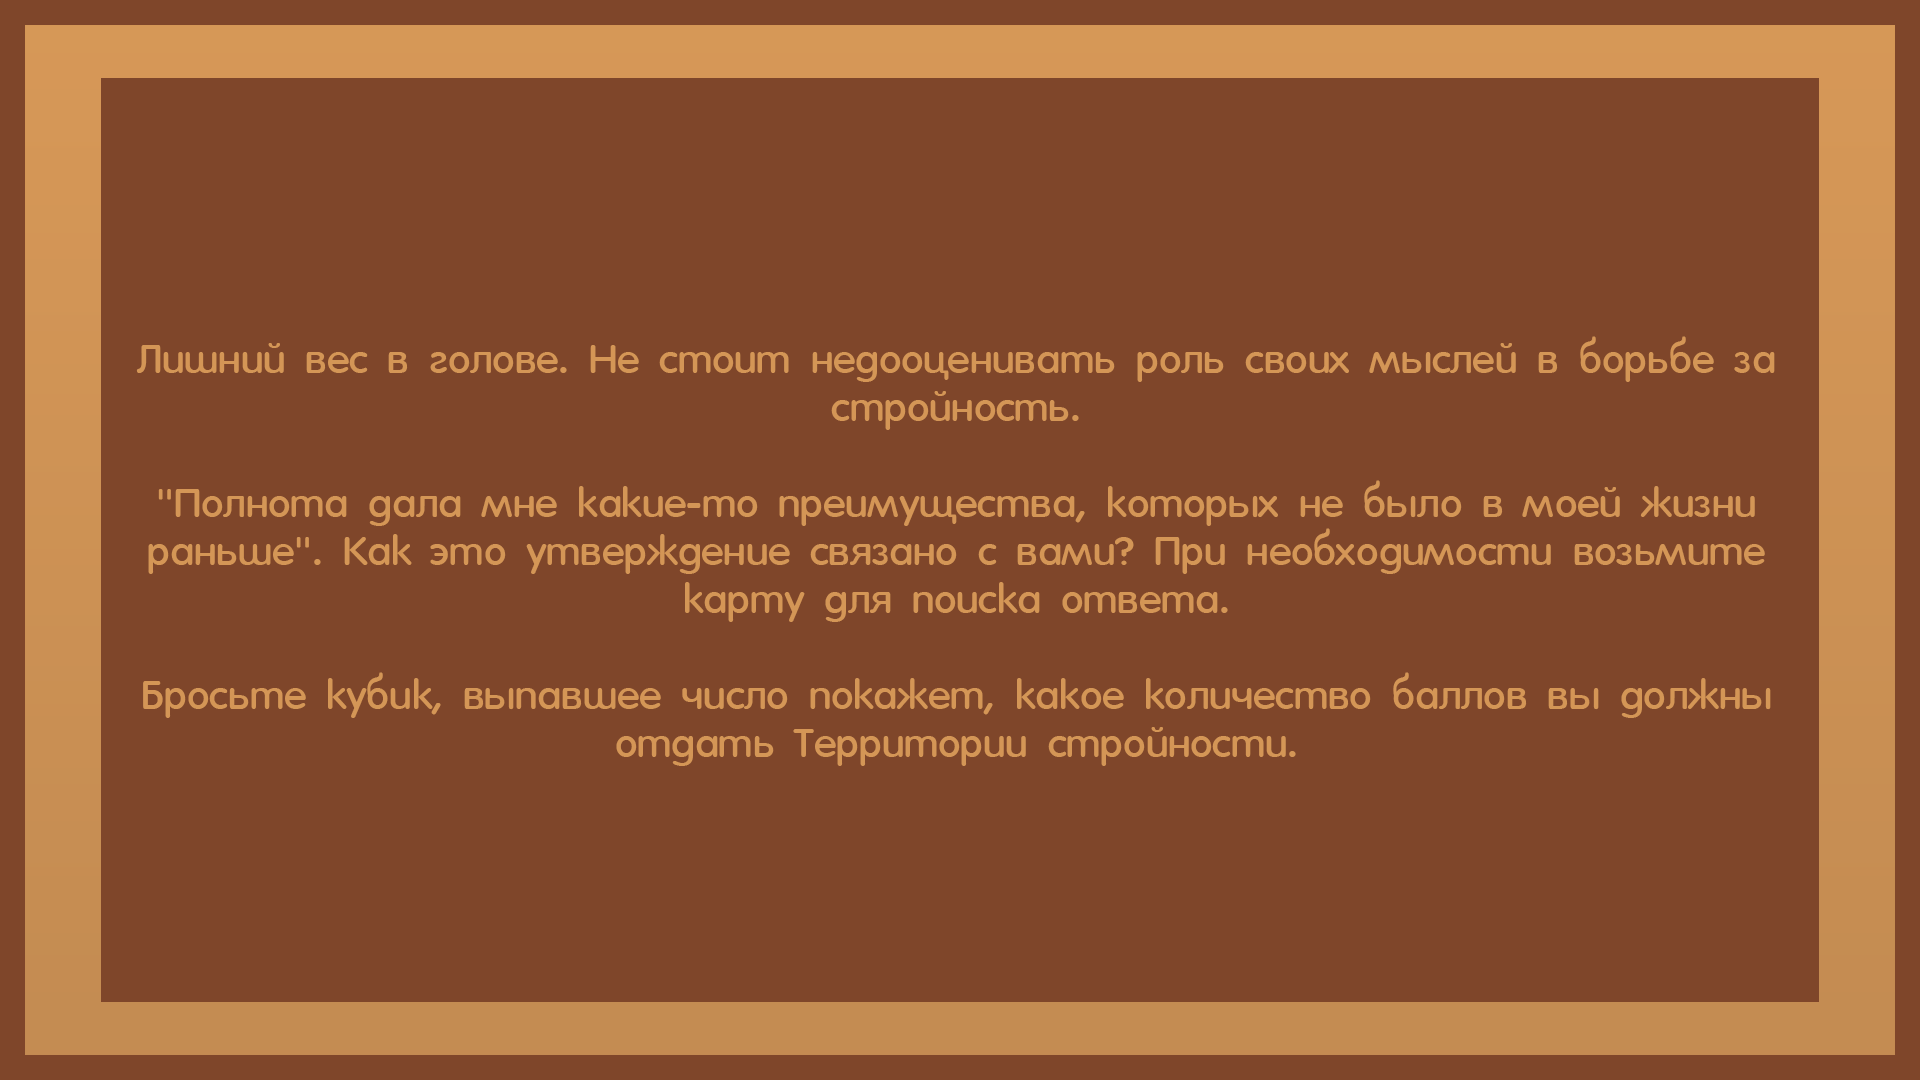 Лишний вес в голове. Не стоит недооценивать роль своих мыслей в борьбе за
стройность.
"Полнота дала мне какие-то преимущества, которых не было в моей жизни
раньше". Как это утверждение связано с вами? При необходимости возьмите
карту для поиска ответа.
Бросьте кубик, выпавшее число покажет, какое количество баллов вы должны
отдать Территории стройности.